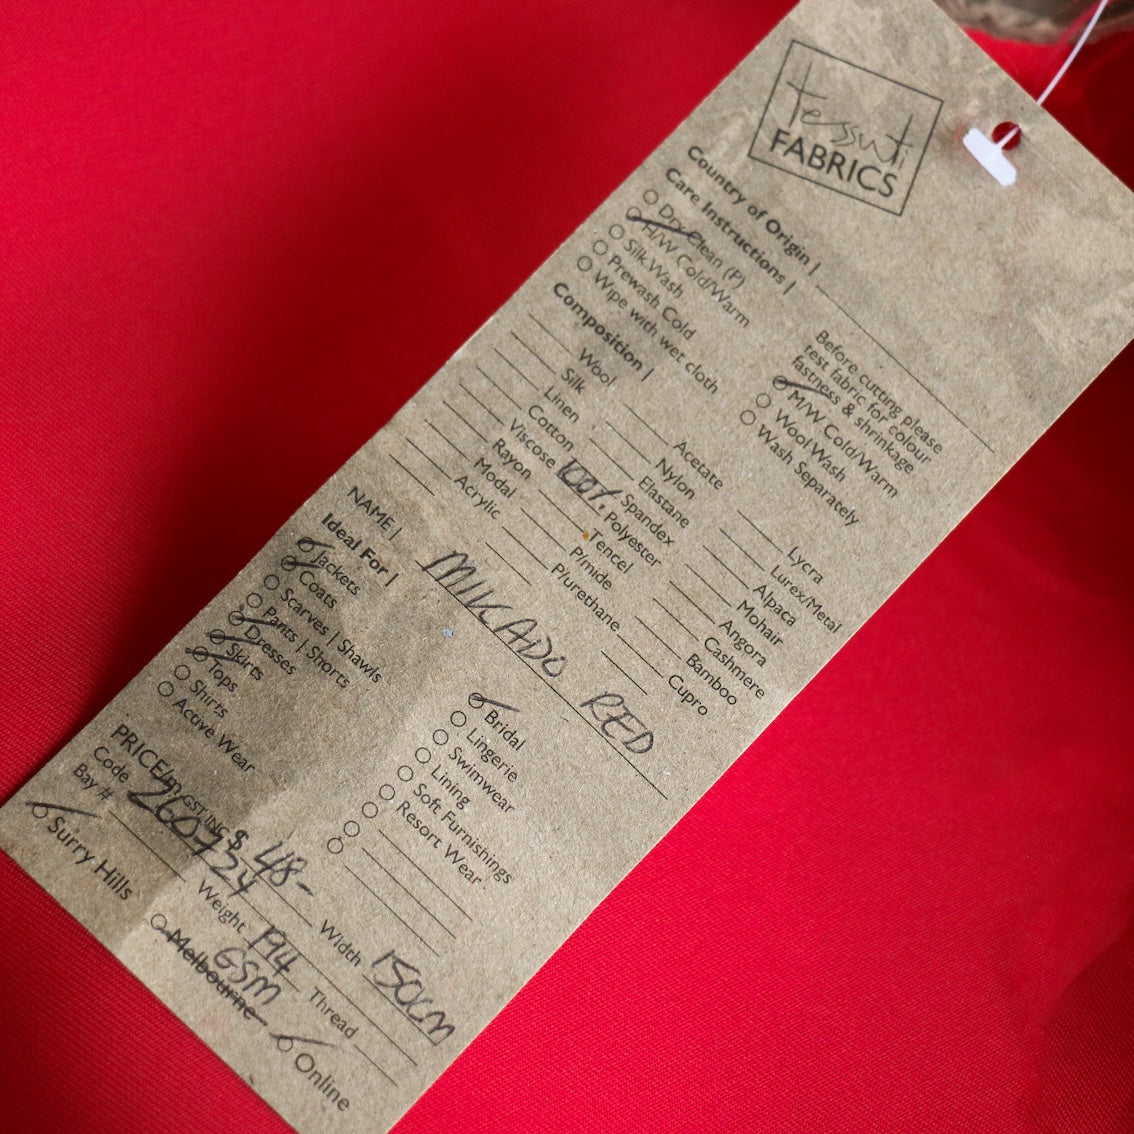 tessuti
FABRICS
Country of Origin |
Care Instructions |
Dry Clean (P)
H/W Cold/Warm
Silk Wash
Prewash Cold
Wipe with wet cloth
Before cutting please
test fabric for colour
fastness & shrinkage
M/W Cold/Warm
Wool Wash
Wash Separately
Composition |
Wool
Silk
Linen
Cotton
Viscose
Rayon
Modal
Acrylic
Acetate
Nylon
Elastane
Spandex
100% Polyester
Tencel
P/mide
P/urethane
Lycra
Lurex/Metal
Alpaca
Mohair
Angora
Cashmere
Bamboo
Cupro
NAME | MIKADO RED
Ideal For |
Jackets
Coats
Scarves | Shawls
Pants | Shorts
Dresses
Skirts
Tops
Shirts
Active Wear
Bridal
Lingerie
Swimwear
Lining
Soft Furnishings
Resort Wear
PRICE/m GST INC $ 48-
Code 2607324 Width 150cm
Bay # Weight 194 GSM Thread
Surry Hills Melbourne Online